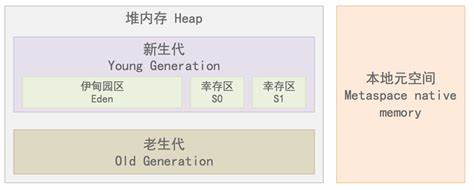 堆内存 Heap
新生代
Young Generation
伊甸园区
Eden
幸存区
S0
幸存区
S1
老生代
Old Generation
本地元空间
Metaspace native
memory